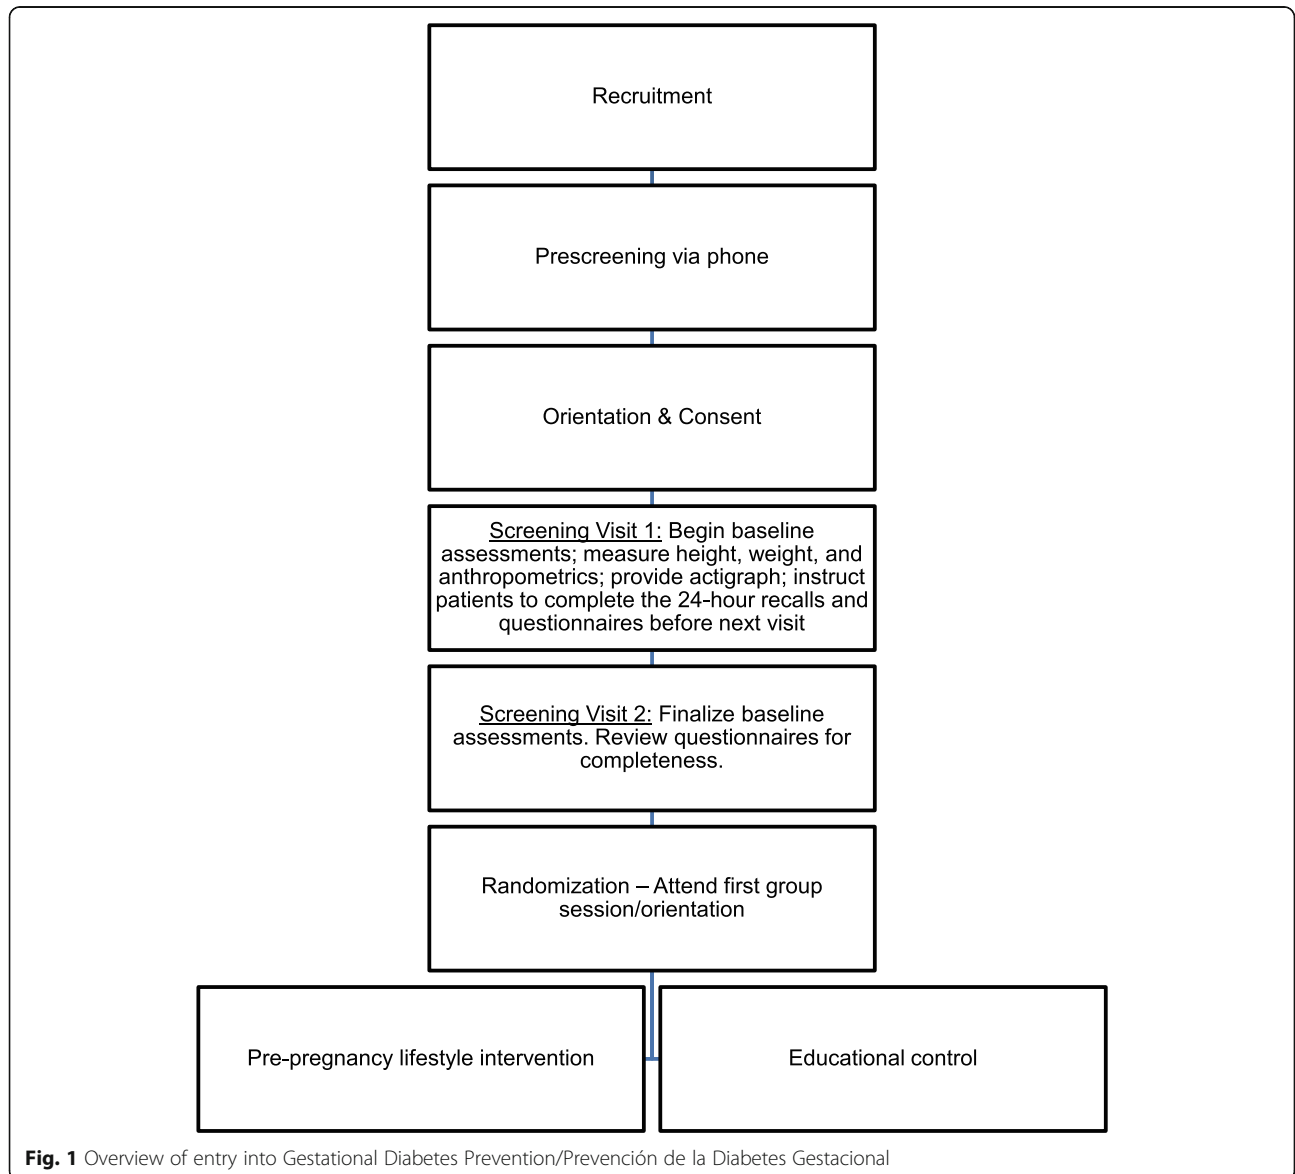 Recruitment
Prescreening via phone
Orientation & Consent
Screening Visit 1: Begin baseline
assessments; measure height, weight, and
anthropometrics; provide actigraph; instruct
patients to complete the 24-hour recalls and
questionnaires before next visit
Screening Visit 2: Finalize baseline
assessments. Review questionnaires for
completeness.
Randomization – Attend first group
session/orientation
Pre-pregnancy lifestyle intervention
Educational control
Fig. 1 Overview of entry into Gestational Diabetes Prevention/Prevención de la Diabetes Gestacional